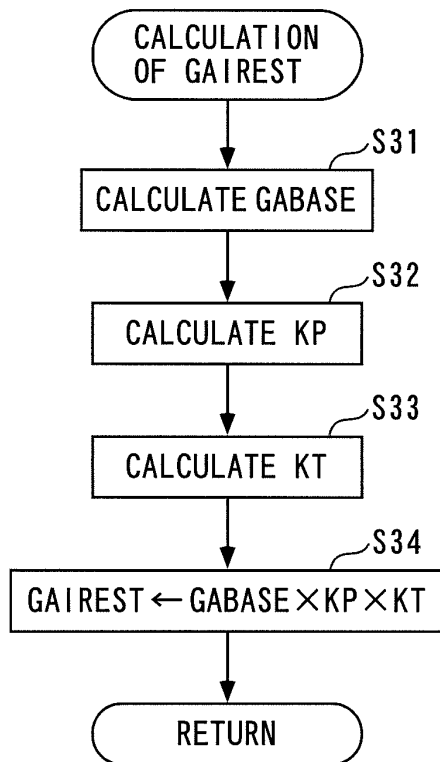 CALCULATION
OF GAIREST
S31
CALCULATE GABASE
S32
CALCULATE KP
S33
CALCULATE KT
S34
GAIREST ← GABASE × KP × KT
RETURN